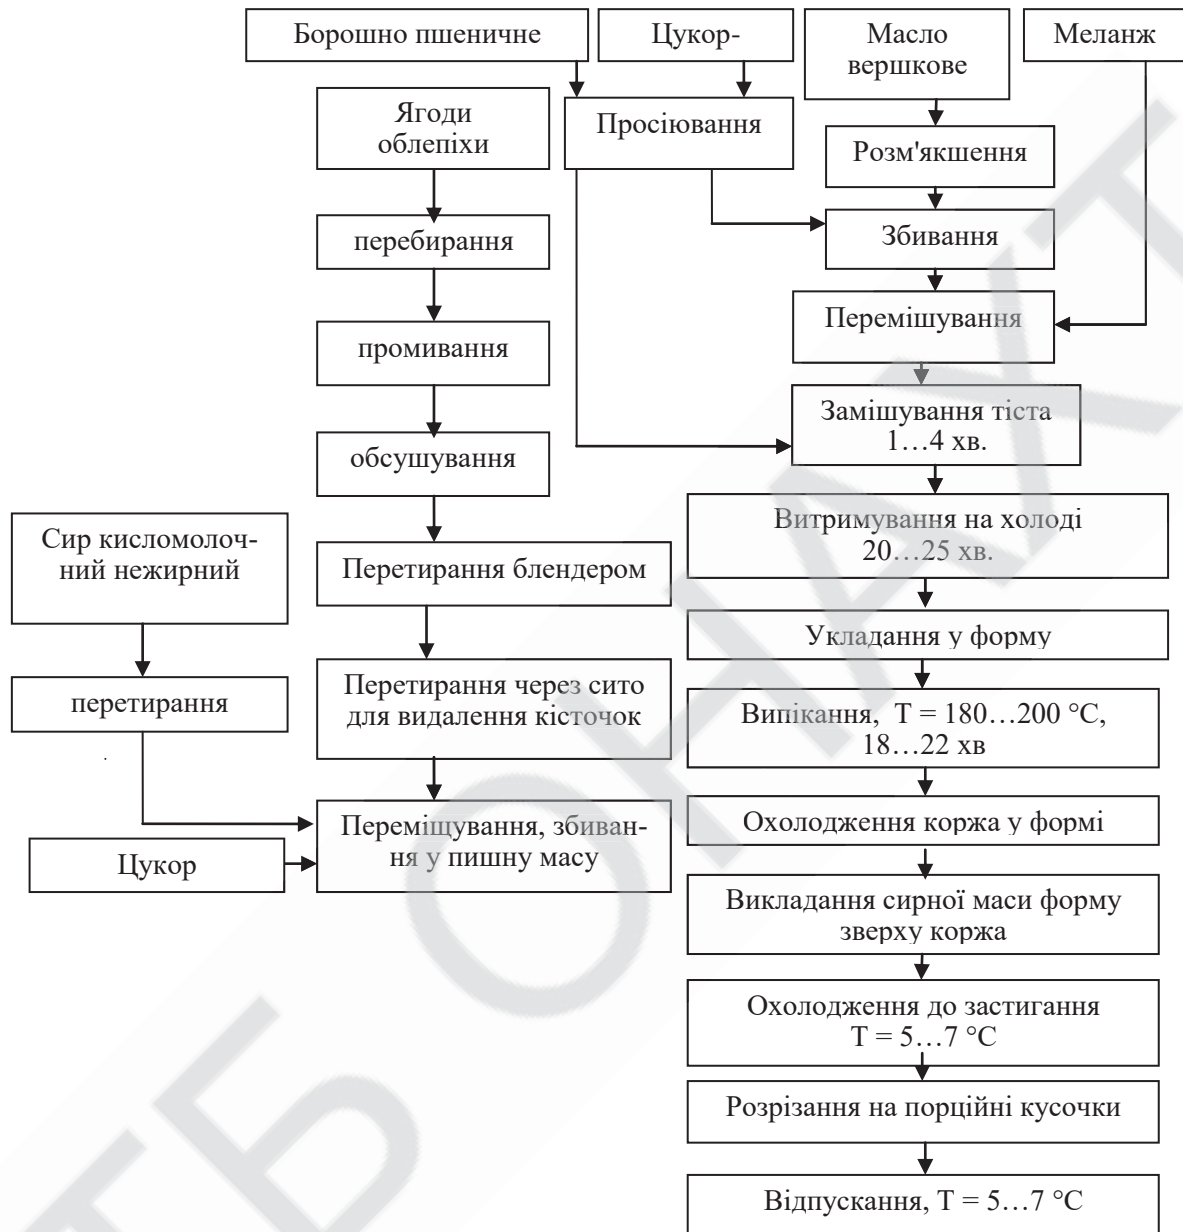 Борошно пшеничне
Цукор-
Масло
вершкове
Меланж
Ягоди
облепіхи
Просіювання
Розм'якшення
перебирання
Збивання
промивання
Перемішування
обсушування
Замішування тіста
1…4 хв.
Сир кисломолоч-
ний нежирний
Перетирання блендером
Витримування на холоді
20…25 хв.
Укладання у форму
перетирання
Перетирання через сито
для видалення кісточок
Випікання, Т = 180…200 °С,
18…22 хв
Цукор
Переміщування, збиван-
ня у пишну масу
Охолодження коржа у формі
Викладання сирної маси форму
зверху коржа
Охолодження до застигання
Т = 5…7 °С
Розрізання на порційні кусочки
Відпускання, Т = 5…7 °С
ТБ ОНАХТ